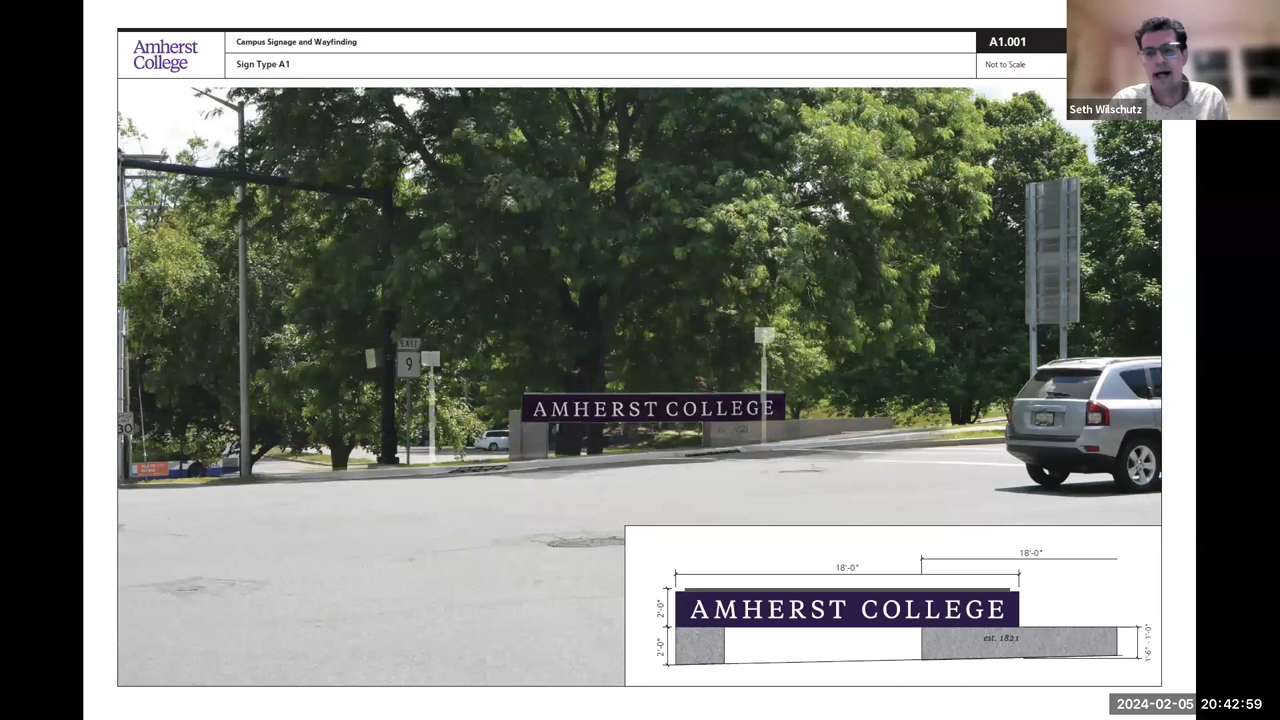 Amherst
College
Campus Signage and Wayfinding
Sign Type A1
A1.001
Not to Scale
Seth Wilschutz
EAST
9
30
AMHERST COLLEGE
18'-0"
18'-0"
2'-0"
AMHERST COLLEGE
est. 1821
2'-0"
1'-6" - 1'-0"
2024-02-05 20:42:59